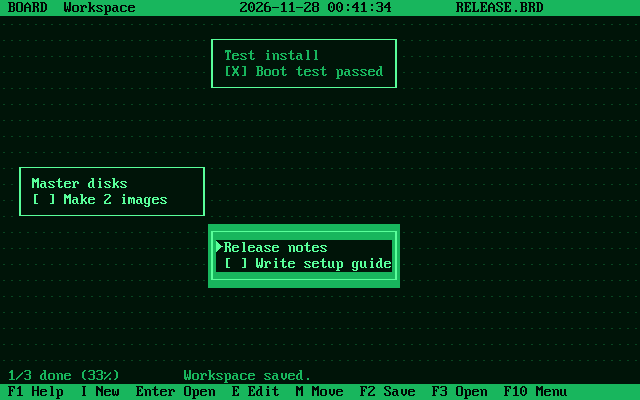 BOARD  Workspace             2026-11-28 00:41:34        RELEASE.BRD
Test install
[X] Boot test passed
Master disks
[ ] Make 2 images
Release notes
[ ] Write setup guide
1/3 done (33%)        Workspace saved.
F1 Help  I New  Enter Open  E Edit  M Move  F2 Save  F3 Open  F10 Menu